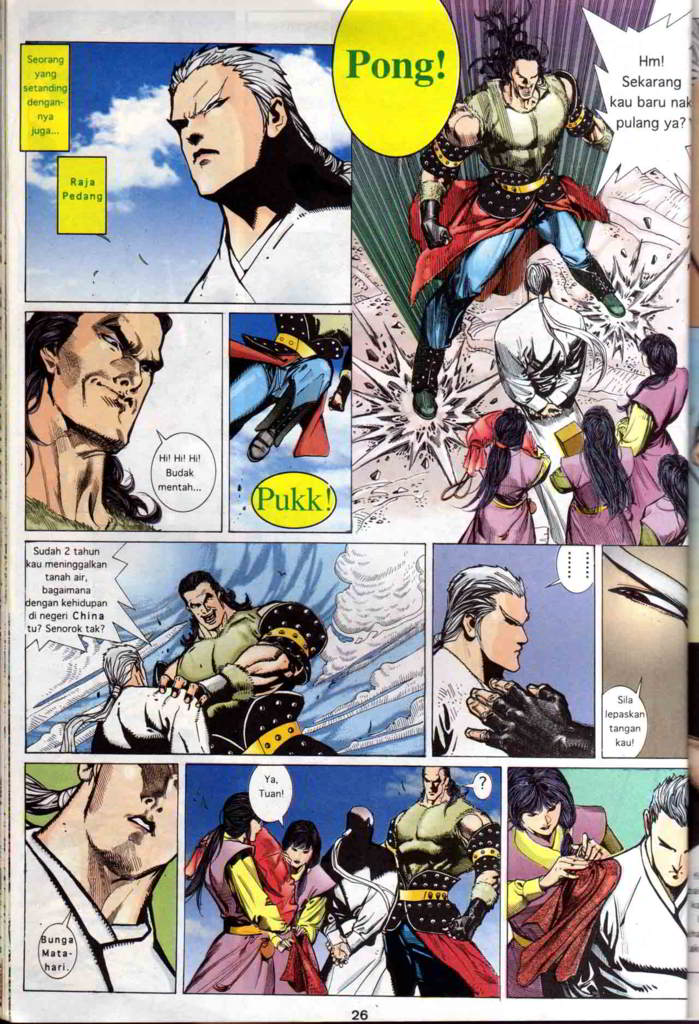 Seorang
yang
setanding
dengan-
nya
juga...
Raja
Pedang
Pong!
Hm!
Sekarang
kau baru nak
pulang ya?
Hi! Hi! Hi!
Budak
mentah...
Pukk!
Sudah 2 tahun
kau meninggalkan
tanah air,
bagaimana
dengan kehidupan
di negeri China
tu? Senorok tak?
......
Sila
lepaskan
tangan
kau!
Bunga
Mata-
hari.
Ya,
Tuan!
?
26